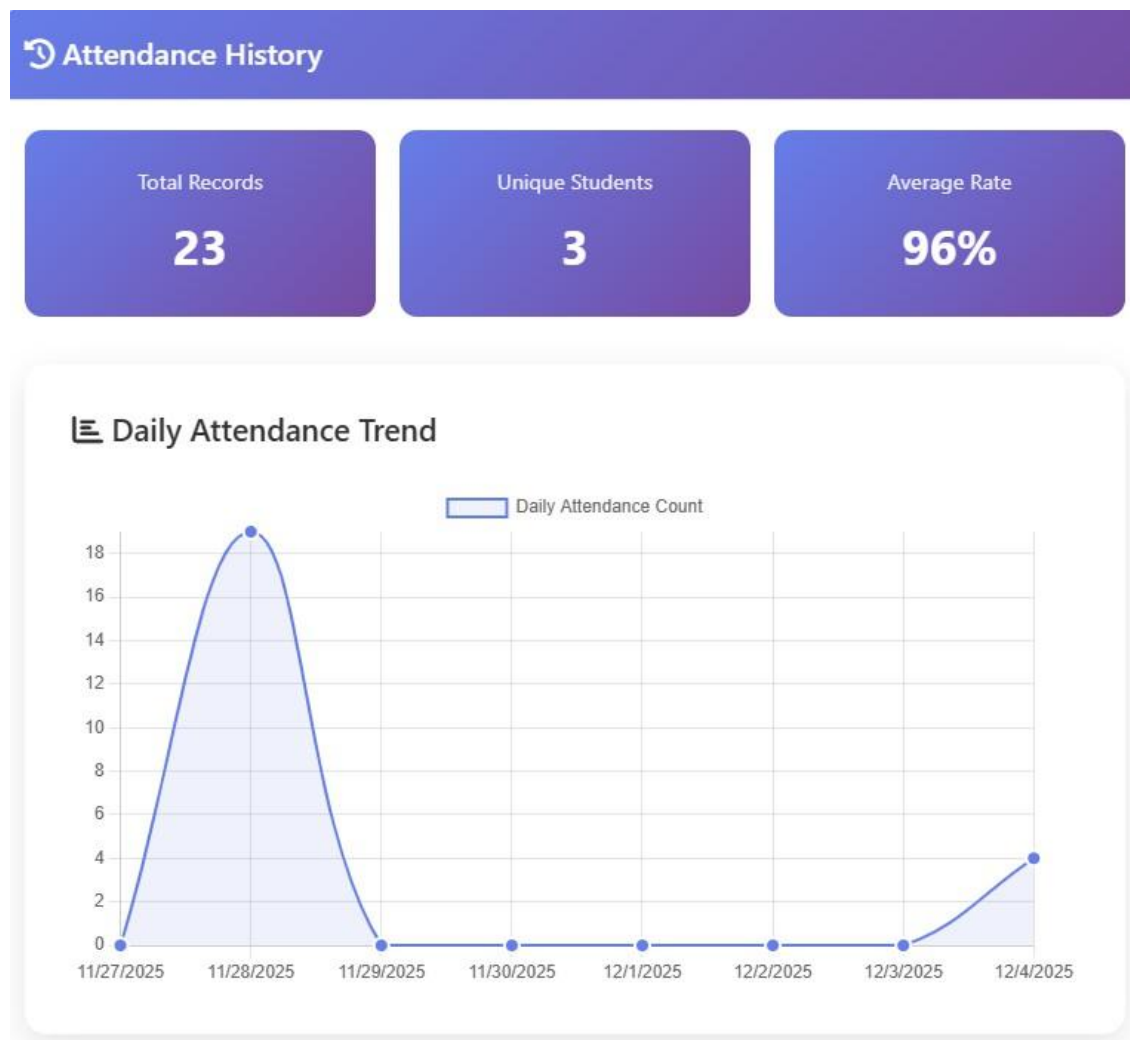 Attendance History
Total Records
23
Unique Students
3
Average Rate
96%
Daily Attendance Trend
Daily Attendance Count
18
16
14
12
10
8
6
4
2
0
11/27/2025 11/28/2025 11/29/2025 11/30/2025 12/1/2025 12/2/2025 12/3/2025 12/4/2025